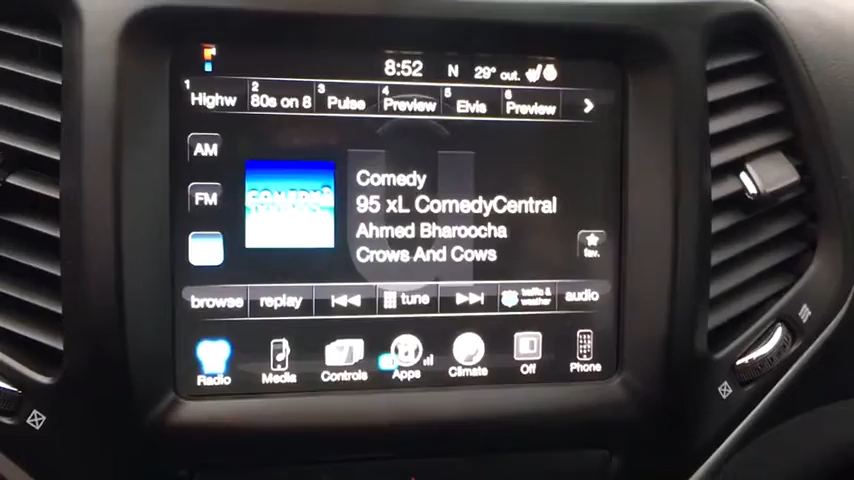 8:52 N 29° out.
1 Highw 2 80s on 8 3 Pulse 4 Preview 5 Elvis 6 Preview
AM
FM
Comedy
95 xL ComedyCentral
Ahmed Bharoocha
Crows And Cows
fav.
browse replay tune traffic & weather audio
Radio Media Controls Apps Climate Off Phone